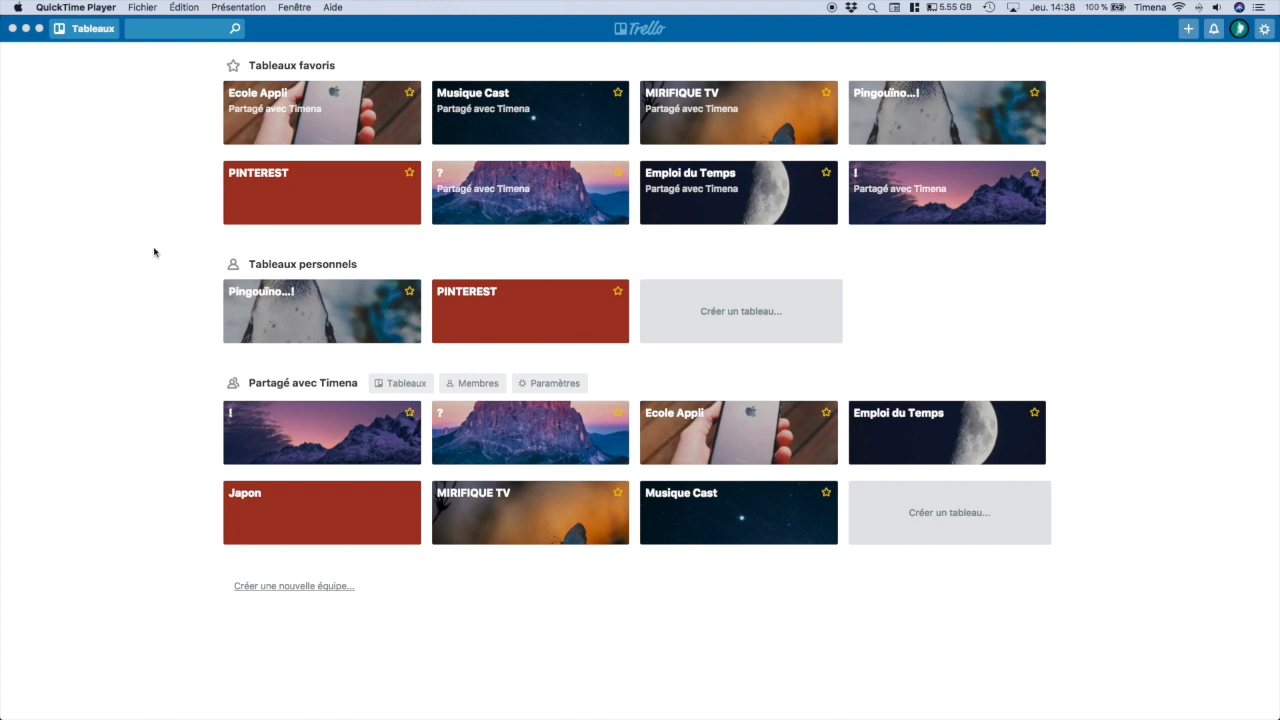 QuickTime Player Fichier Édition Présentation Fenêtre Aide 5.55 GB Jeu. 14:38 100 % Timena
Tableaux Trello
Tableaux favoris
Ecole Appli
Partagé avec Timena
Musique Cast
Partagé avec Timena
MIRIFIQUE TV
Partagé avec Timena
Pingouïno...!
PINTEREST
?
Partagé avec Timena
Emploi du Temps
Partagé avec Timena
!
Partagé avec Timena
Tableaux personnels
Pingouïno...!
PINTEREST
Créer un tableau...
Partagé avec Timena Tableaux Membres Paramètres
!
?
Ecole Appli
Emploi du Temps
Japon
MIRIFIQUE TV
Musique Cast
Créer un tableau...
Créer une nouvelle équipe...